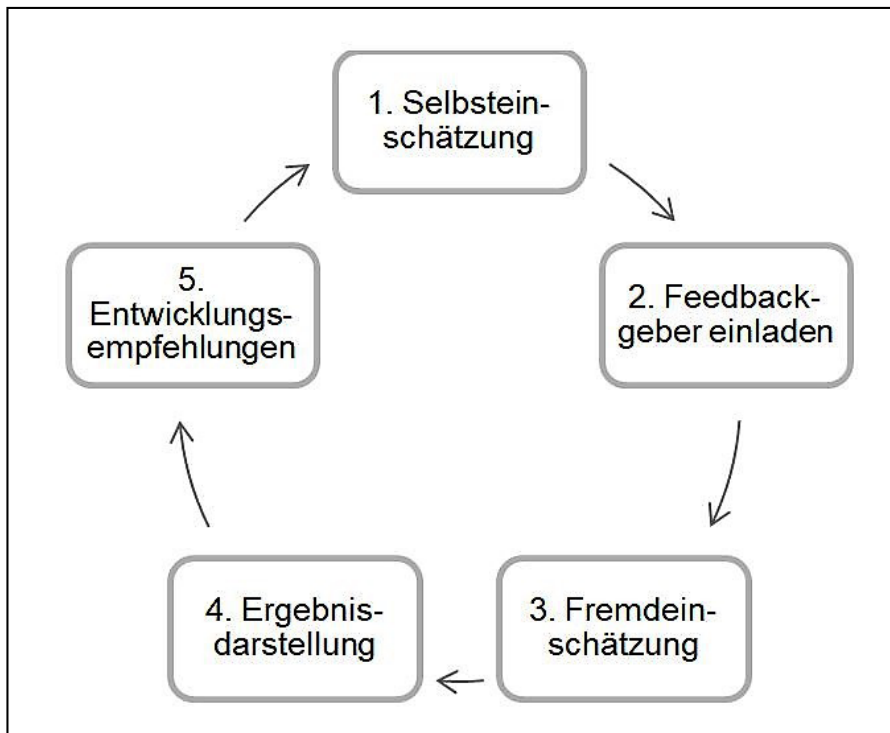 1. Selbstein-
schätzung
2. Feedback-
geber einladen
3. Fremdein-
schätzung
4. Ergebnis-
darstellung
5.
Entwicklungs-
empfehlungen